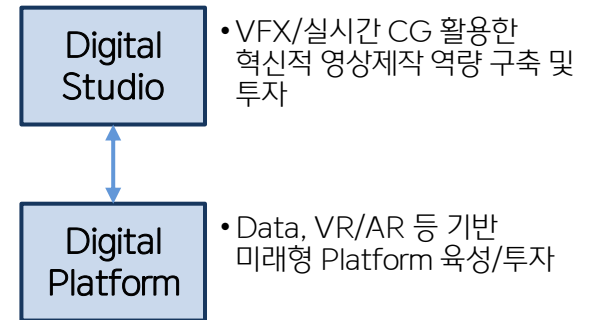 Digital
Studio
• VFX/실시간 CG 활용한
혁신적 영상제작 역량 구축 및
투자
Digital
Platform
• Data, VR/AR 등 기반
미래형 Platform 육성/투자